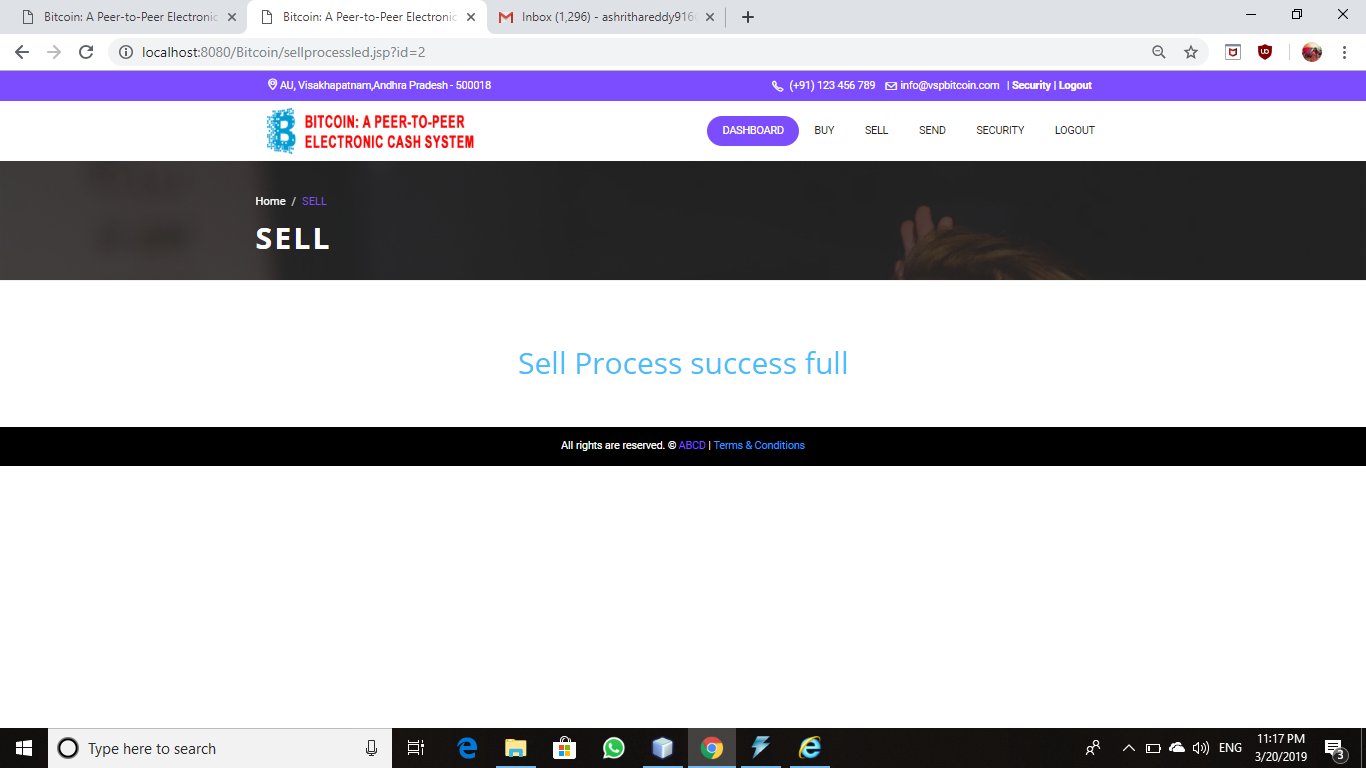 Bitcoin: A Peer-to-Peer Electronic
Bitcoin: A Peer-to-Peer Electronic
Inbox (1,296) - ashrithareddy916
localhost:8080/Bitcoin/sellprocessled.jsp?id=2
AU, Visakhapatnam,Andhra Pradesh - 500018
(+91) 123 456 789 info@vspbitcoin.com | Security | Logout
BITCOIN: A PEER-TO-PEER
ELECTRONIC CASH SYSTEM
DASHBOARD BUY SELL SEND SECURITY LOGOUT
Home / SELL
SELL
Sell Process success full
All rights are reserved. © ABCD | Terms & Conditions
Type here to search
ENG
11:17 PM
3/20/2019
3